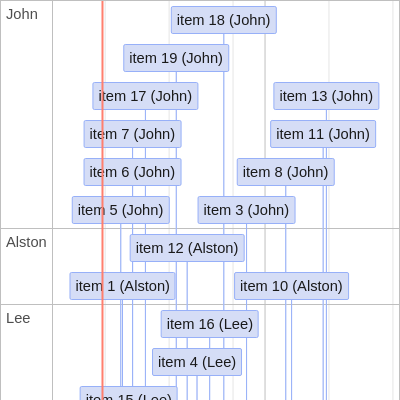 John
item 18 (John)
item 19 (John)
item 17 (John)
item 13 (John)
item 7 (John)
item 11 (John)
item 6 (John)
item 8 (John)
item 5 (John)
item 3 (John)
Alston
item 12 (Alston)
item 1 (Alston)
item 10 (Alston)
Lee
item 16 (Lee)
item 4 (Lee)
item 15 (Lee)